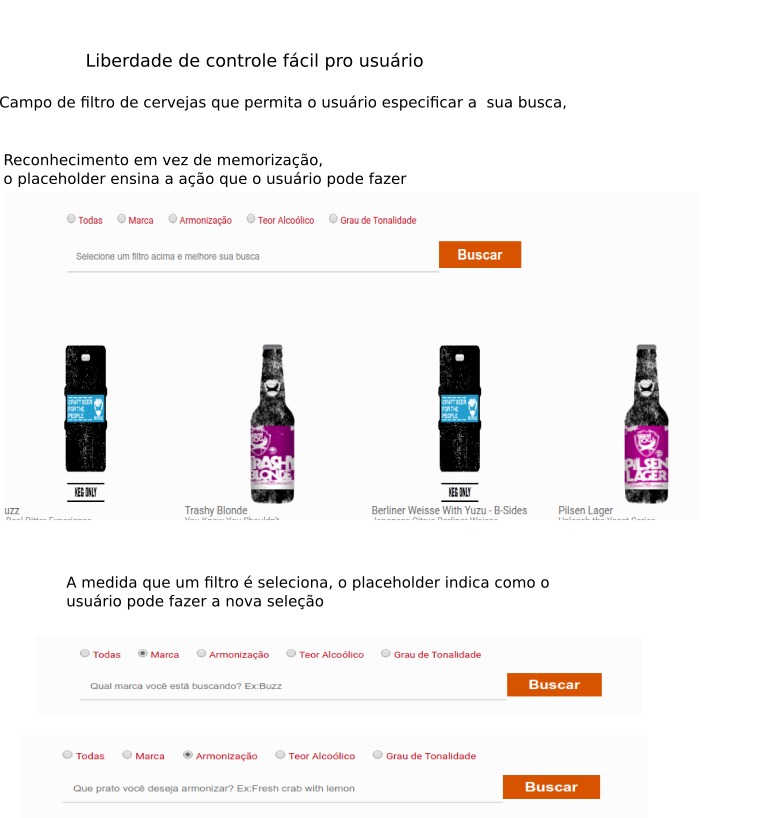 Liberdade de controle fácil pro usuário
Campo de filtro de cervejas que permita o usuário especificar a  sua busca,
Reconhecimento em vez de memorização,
o placeholder ensina a ação que o usuário pode fazer
Todas Marca Armonização Teor Alcoólico Grau de Tonalidade
Selecione um filtro acima e melhore sua busca Buscar
CRAFT BEER
FOR THE
PEOPLE
KEG ONLY
TRASHY
BLONDE
CRAFT BEER
FOR THE
PEOPLE
KEG ONLY
PILSEN
LAGER
uzz Trashy Blonde Berliner Weisse With Yuzu - B-Sides Pilsen Lager
A medida que um filtro é seleciona, o placeholder indica como o
usuário pode fazer a nova seleção
Todas Marca Armonização Teor Alcoólico Grau de Tonalidade
Qual marca você está buscando? Ex:Buzz Buscar
Todas Marca Armonização Teor Alcoólico Grau de Tonalidade
Que prato você deseja armonizar? Ex:Fresh crab with lemon Buscar